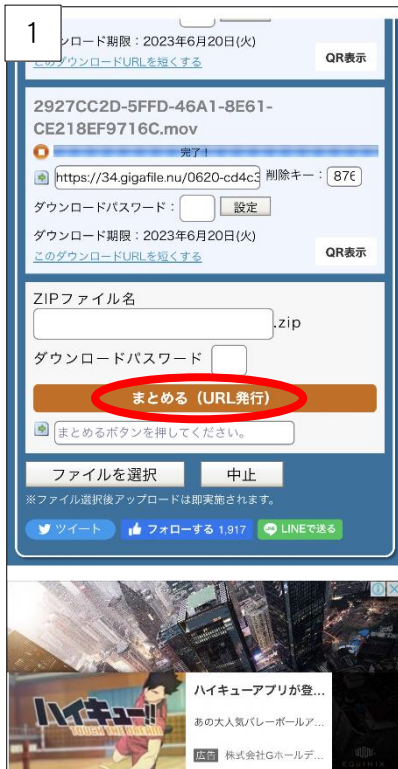 1
ンロード期限：2023年6月20日(火)
このダウンロードURLを短くする
QR表示
2927CC2D-5FFD-46A1-8E61-
CE218EF9716C.mov
完了！
https://34.gigafile.nu/0620-cd4c3 削除キー：876
ダウンロードパスワード： 設定
ダウンロード期限：2023年6月20日(火)
このダウンロードURLを短くする
QR表示
ZIPファイル名
.zip
ダウンロードパスワード
まとめる（URL発行）
まとめるボタンを押してください。
ファイルを選択 中止
※ファイル選択後アップロードは即実施されます。
ツイート フォローする 1,917 LINEで送る
ハイキュー!!
TOUCH THE DREAM
ハイキューアプリが登...
あの大人気バレーボールア...
広告 株式会社Gホールデ...
EQUINIX